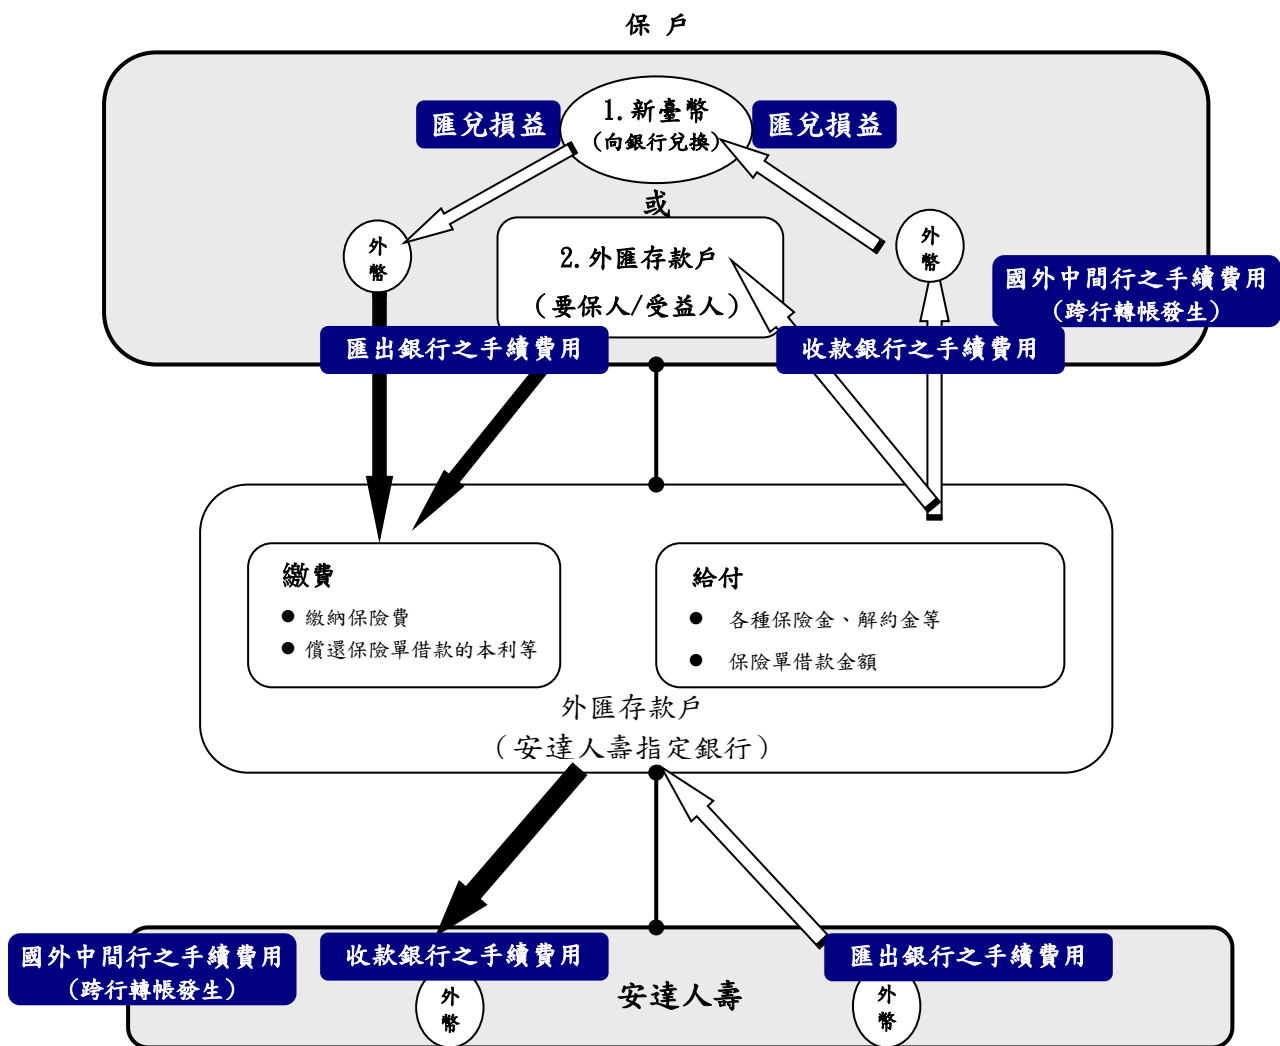 保 戶
匯兌損益
1.新臺幣
(向銀行兌換)
匯兌損益
或
外
幣
2.外匯存款戶
(要保人/受益人)
外
幣
國外中間行之手續費用
(跨行轉帳發生)
匯出銀行之手續費用
收款銀行之手續費用
繳費
● 繳納保險費
● 償還保險單借款的本利等
給付
● 各種保險金、解約金等
● 保險單借款金額
外匯存款戶
(安達人壽指定銀行)
國外中間行之手續費用
(跨行轉帳發生)
收款銀行之手續費用
匯出銀行之手續費用
外
幣
安達人壽
外
幣